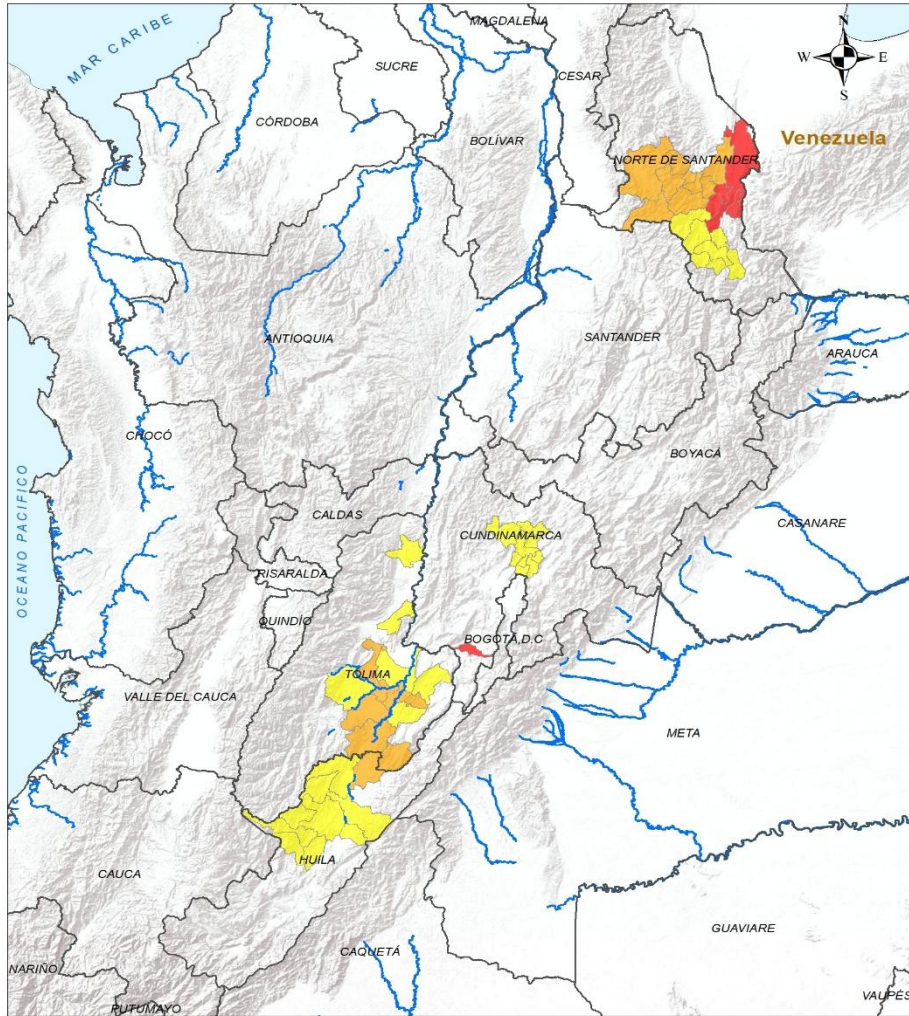 MAGDALENA
N
MAR CARIBE
SUCRE
W
E
CESAR
S
CÓRDOBA
BOLÍVAR
Venezuela
NORTE DE SANTANDER
ANTIOQUIA
SANTANDER
ARAUCA
CHOCÓ
BOYACÁ
OCEANO PACIFICO
CALDAS
CUNDINAMARCA
CASANARE
RISARALDA
QUINDÍO
BOGOTÁ, D.C
TOLIMA
VALLE DEL CAUCA
META
HUILA
CAUCA
GUAVIARE
CAQUETÁ
NARIÑO
VAUPÉS
PUTUMAYO